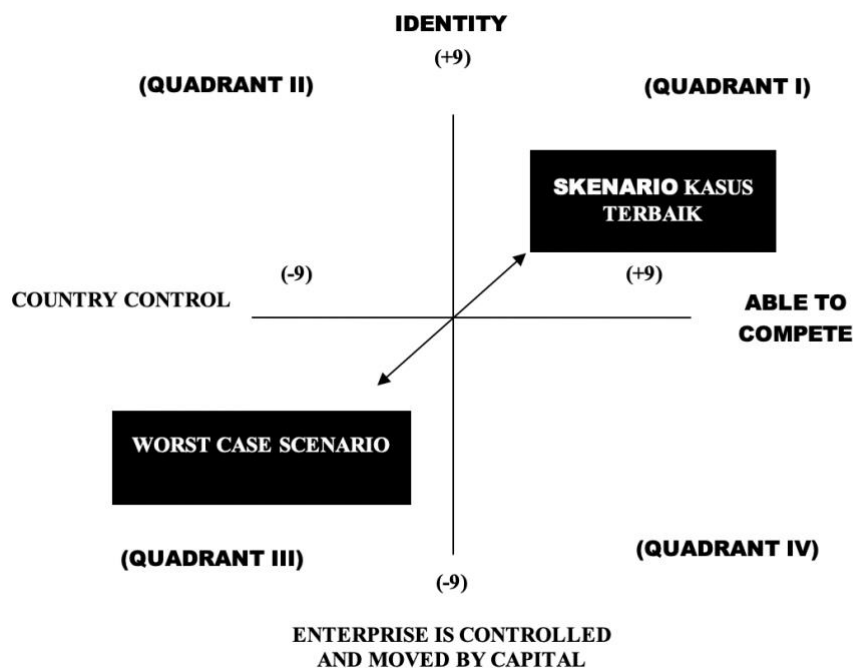 IDENTITY
(+9)
(QUADRANT II)
(QUADRANT I)
SKENARIO KASUS
TERBAIK
(-9)
(+9)
COUNTRY CONTROL
ABLE TO
COMPETE
WORST CASE SCENARIO
(QUADRANT III)
(QUADRANT IV)
(-9)
ENTERPRISE IS CONTROLLED
AND MOVED BY CAPITAL